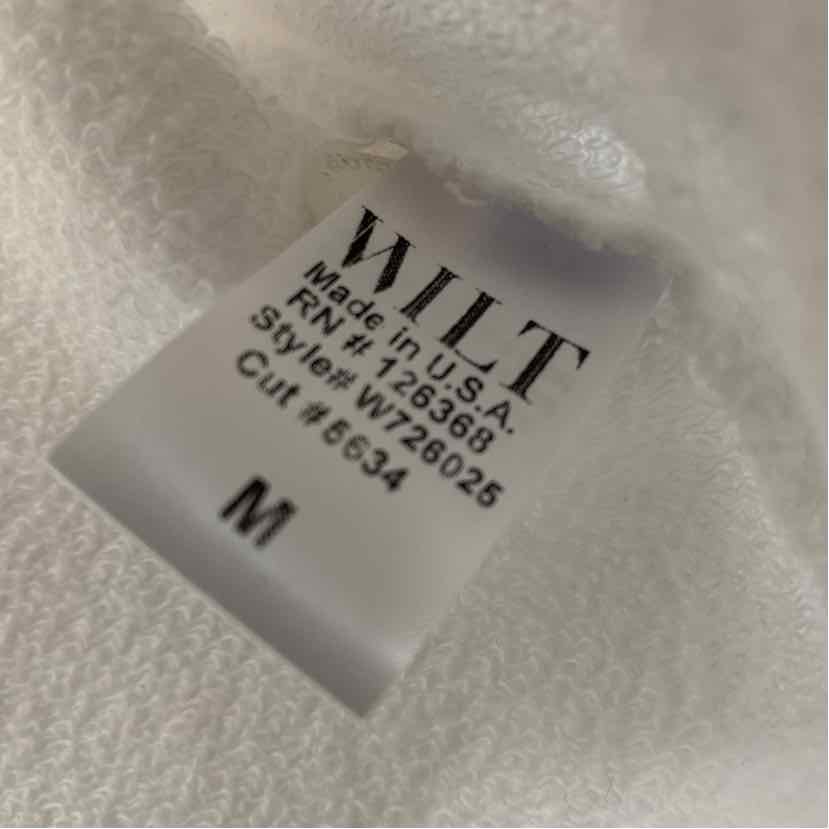 WILT
Made in U.S.A.
RN # 126368
Style# W726025
Cut #5634
M